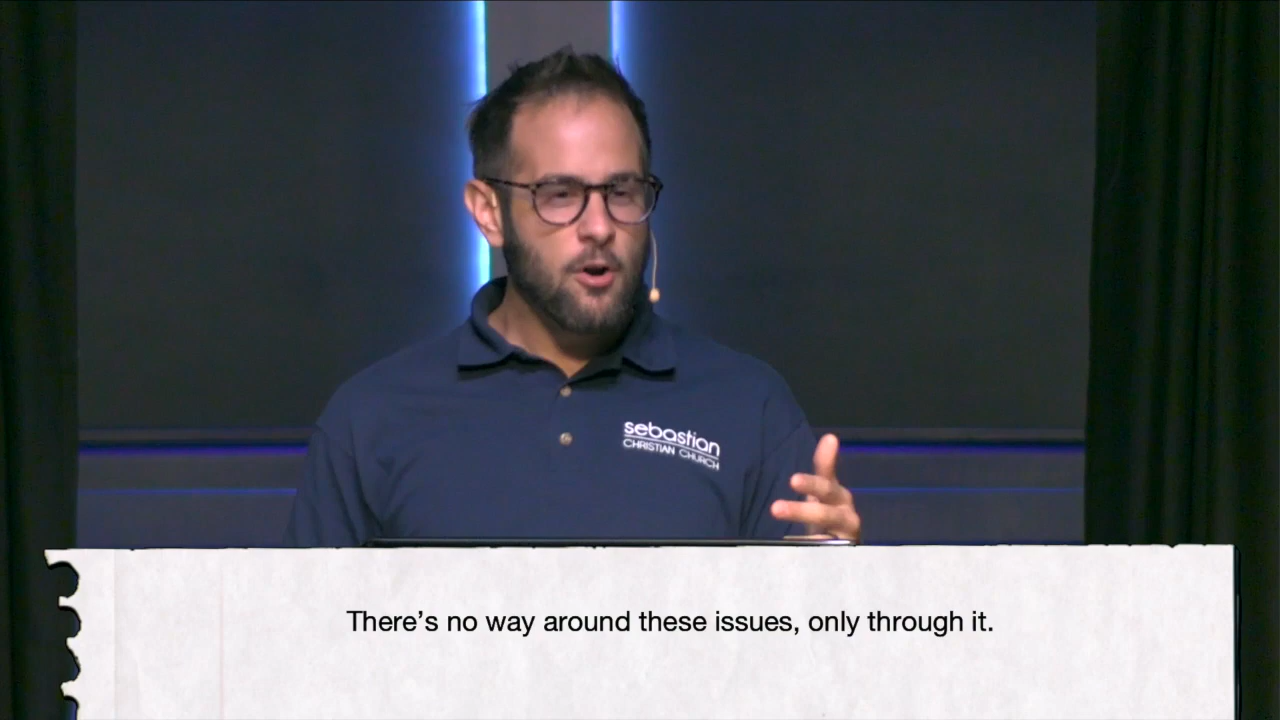 sebastian
CHRISTIAN CHURCH
There’s no way around these issues, only through it.